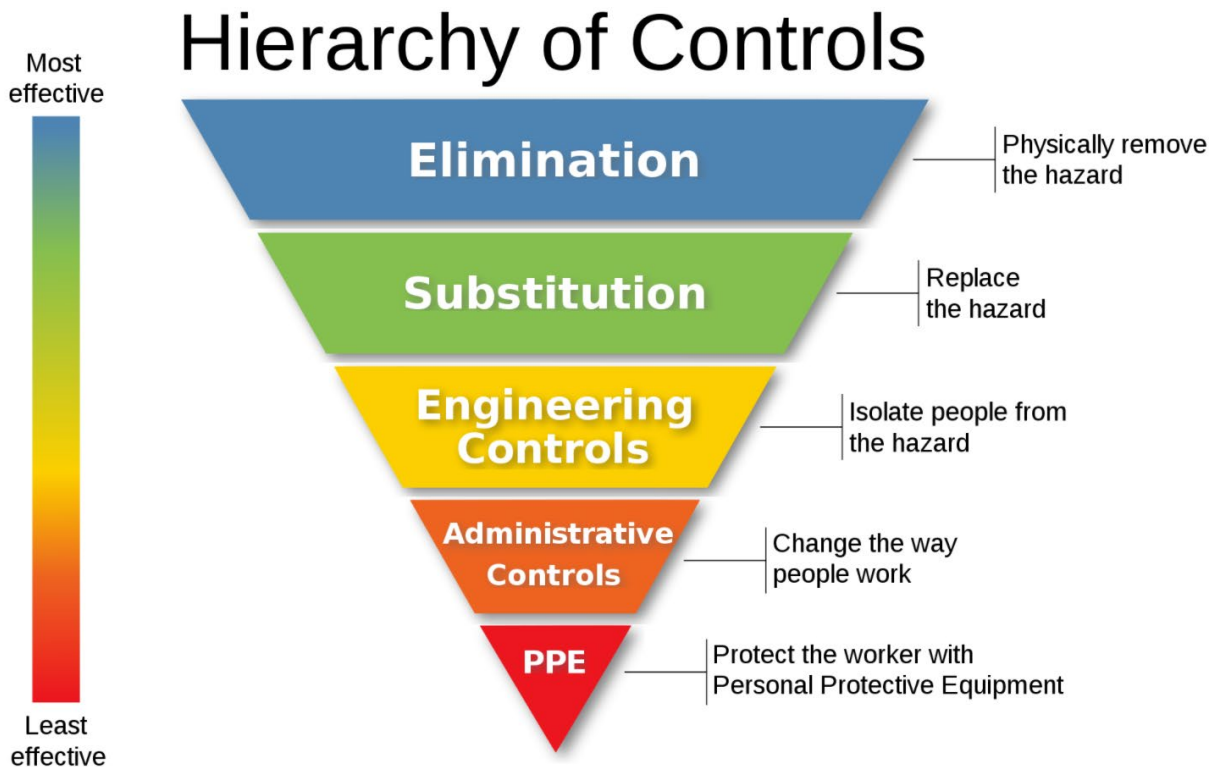 Hierarchy of Controls
Most
effective
Elimination
Physically remove
the hazard
Substitution
Replace
the hazard
Engineering
Controls
Isolate people from
the hazard
Administrative
Controls
Change the way
people work
PPE
Protect the worker with
Personal Protective Equipment
Least
effective